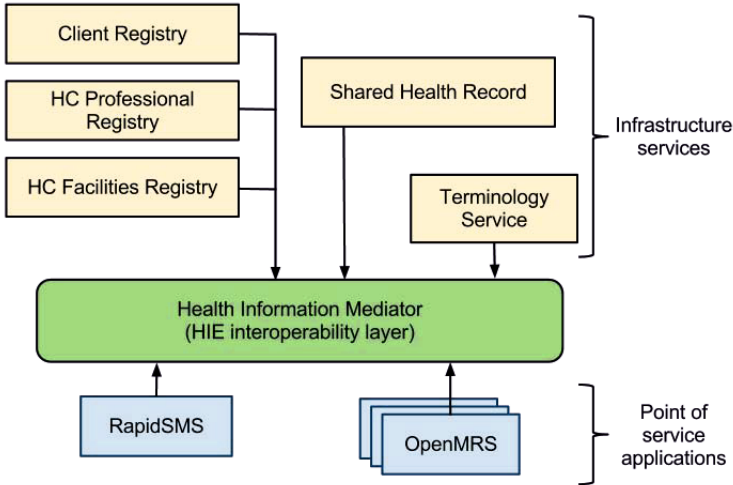 Client Registry
HC Professional
Registry
HC Facilities Registry
Shared Health Record
Terminology
Service
Infrastructure
services
Health Information Mediator
(HIE interoperability layer)
RapidSMS
OpenMRS
Point of
service
applications